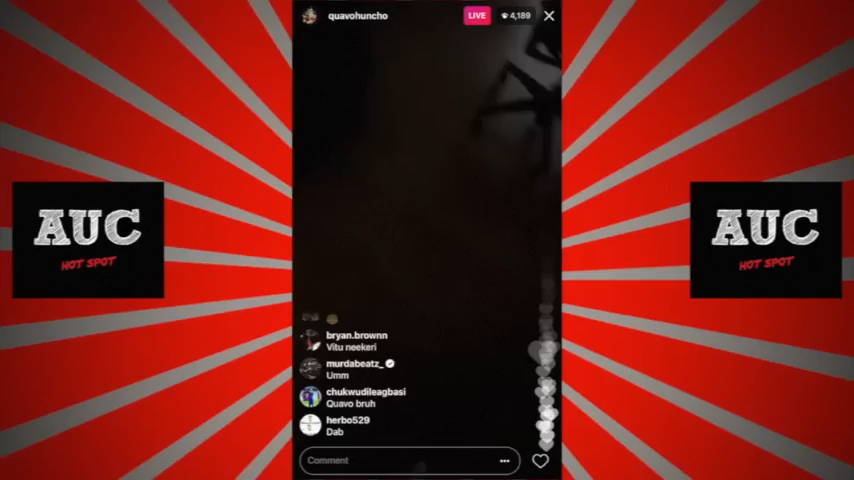 quavohuncho
LIVE
4,189
AUC
HOT SPOT
AUC
HOT SPOT
bryan.brownn
Vitu neekeri
murdabeatz_
Umm
chukwudileagbasi
Quavo bruh
herbo529
Dab
Comment